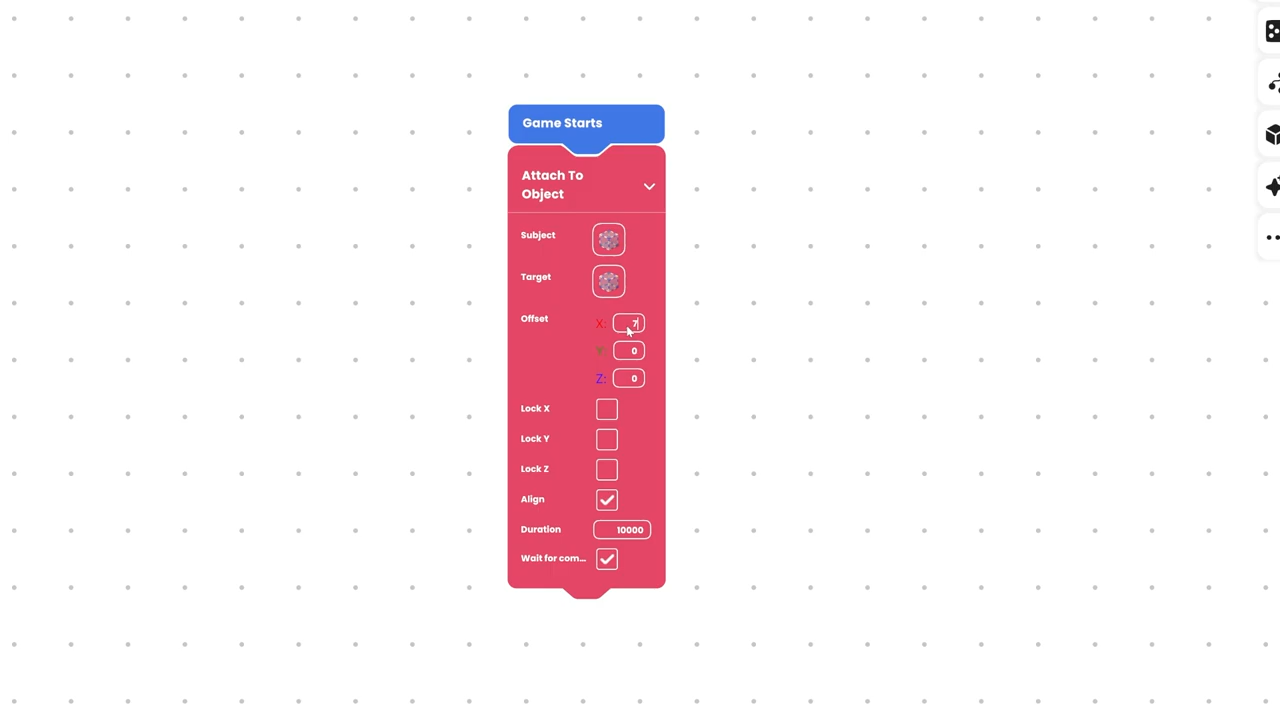 Game Starts
Attach To
Object
Subject
Target
Offset
X: 7
Y: 0
Z: 0
Lock X
Lock Y
Lock Z
Align
Duration 10000
Wait for com...